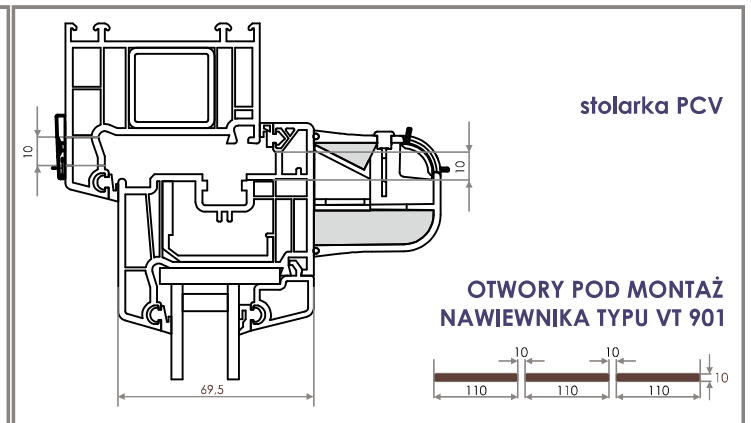 stolarka PCV
10
10
OTWORY POD MONTAŻ
NAWIEWNIKA TYPU VT 901
10 10
10
110 110 110
69,5